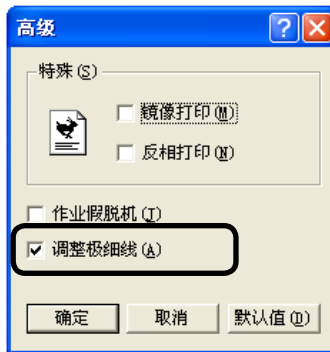 高级
特殊(S)
镜像打印(M)
反相打印(N)
作业假脱机(J)
调整极细线(A)
确定 取消 默认值(D)